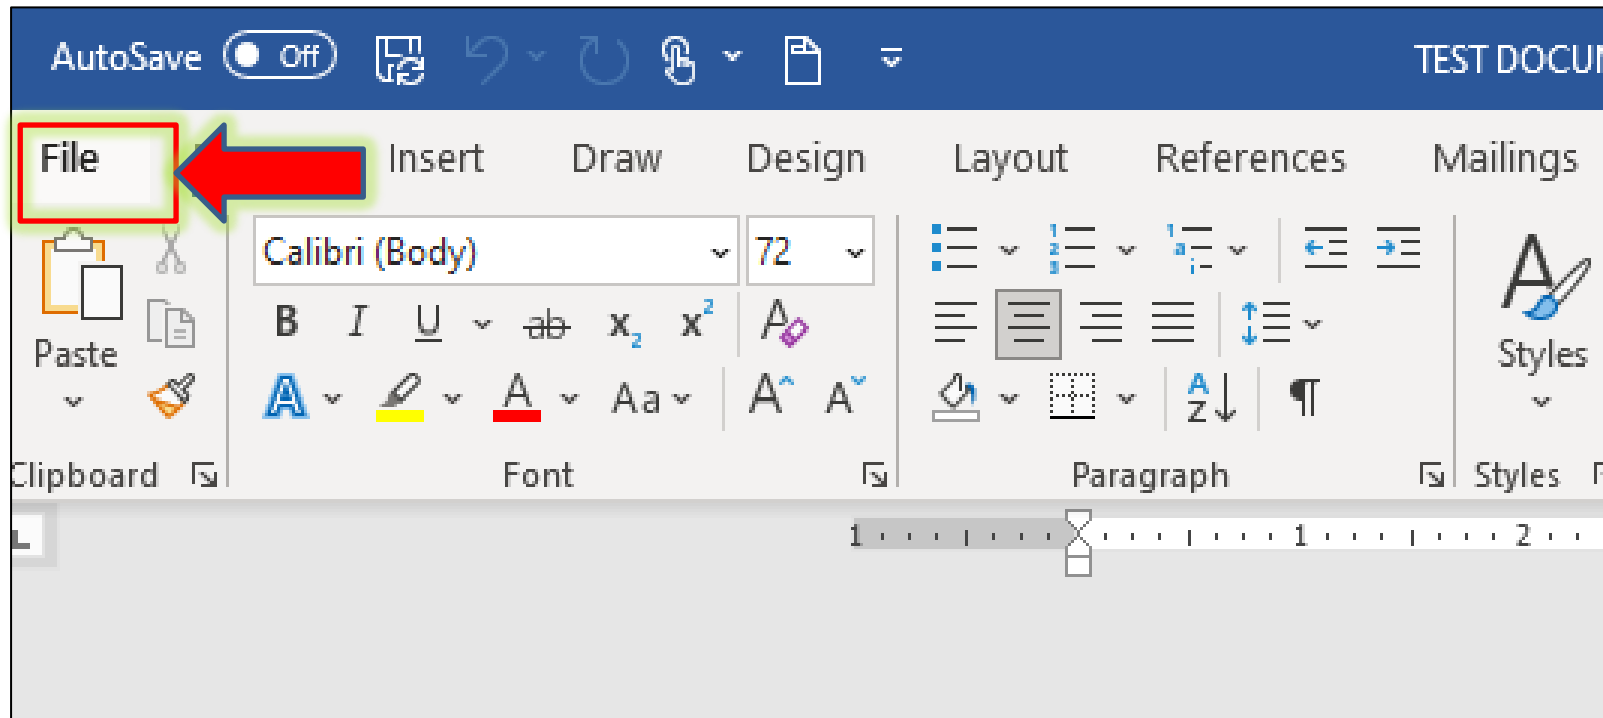 AutoSave Off TEST DOCUM
File Insert Draw Design Layout References Mailings
Calibri (Body) 72
B I U ab x2 x2 A
Paste Styles
A A Aa A A A Z ¶
Clipboard Font Paragraph Styles
1 1 2